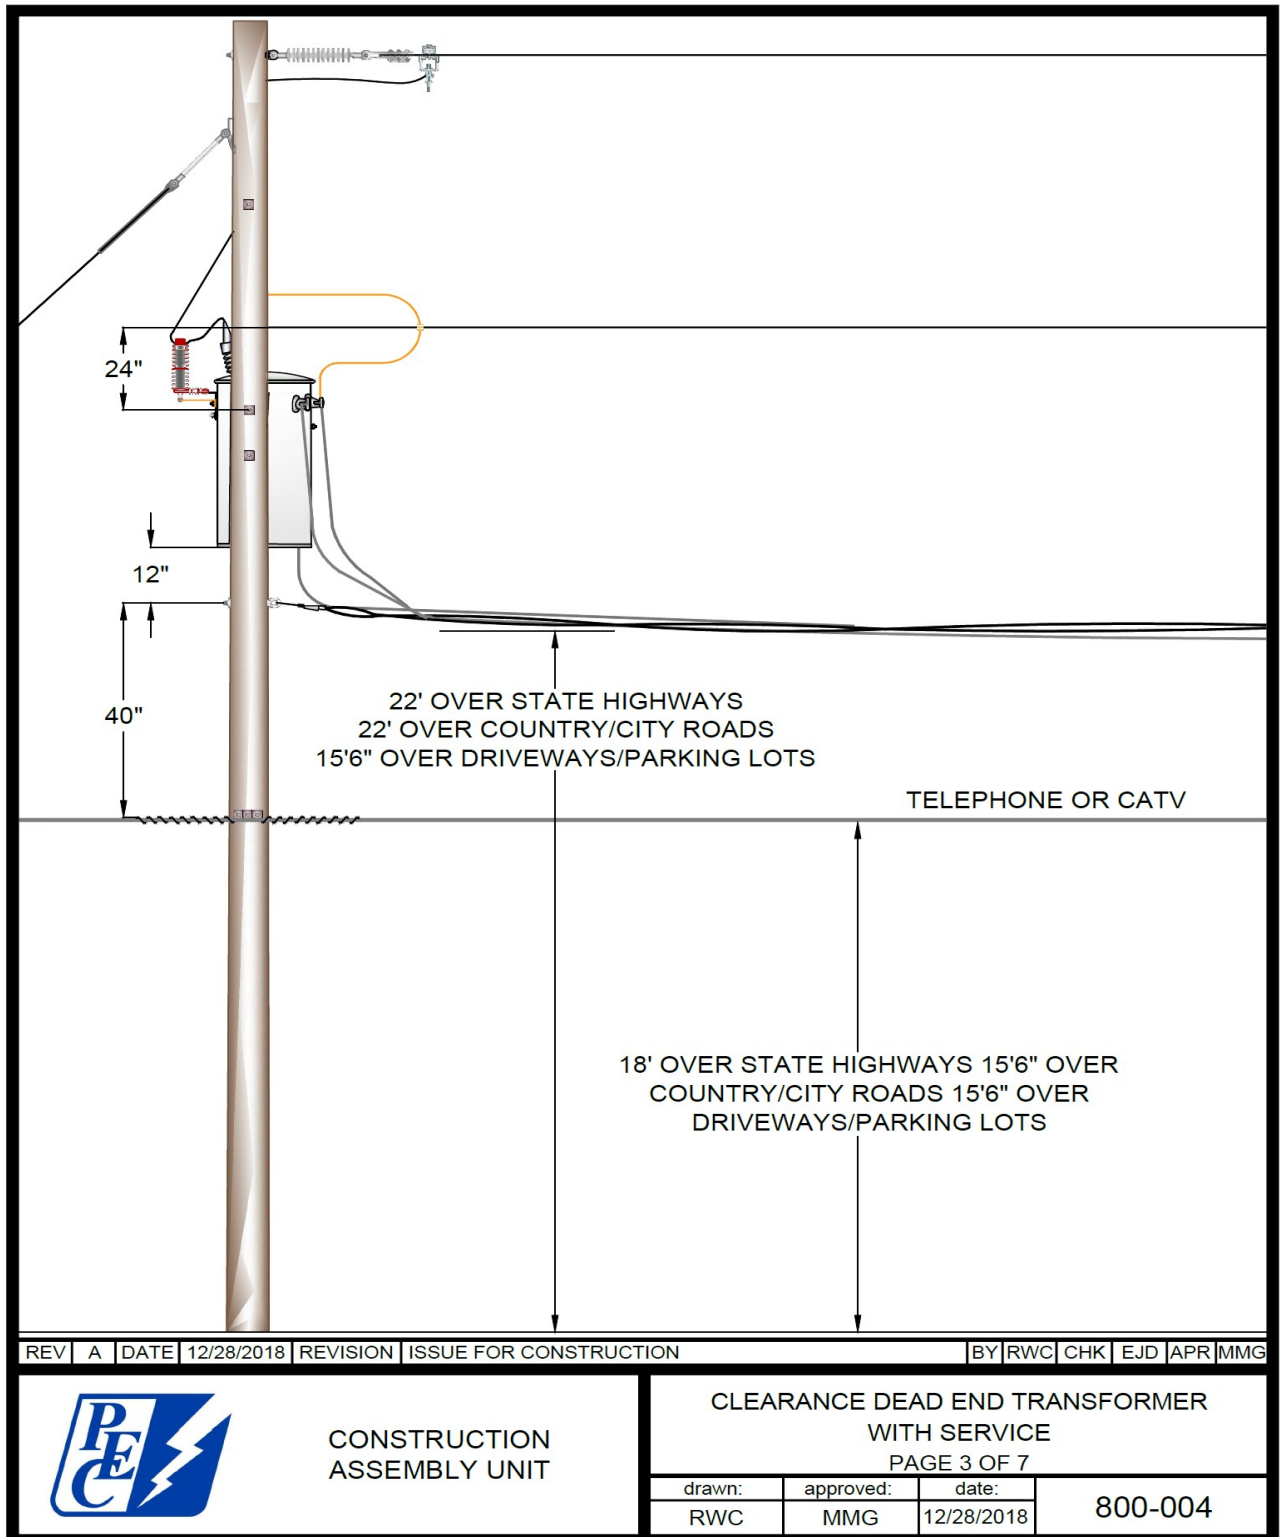 24"
12"
40"
22' OVER STATE HIGHWAYS
22' OVER COUNTRY/CITY ROADS
15'6" OVER DRIVEWAYS/PARKING LOTS
TELEPHONE OR CATV
18' OVER STATE HIGHWAYS 15'6" OVER
COUNTRY/CITY ROADS 15'6" OVER
DRIVEWAYS/PARKING LOTS
REV A DATE 12/28/2018 REVISION ISSUE FOR CONSTRUCTION BY RWC CHK EJD APR MMG
PEC
CONSTRUCTION
ASSEMBLY UNIT
CLEARANCE DEAD END TRANSFORMER
WITH SERVICE
PAGE 3 OF 7
drawn: approved: date:
RWC MMG 12/28/2018
800-004